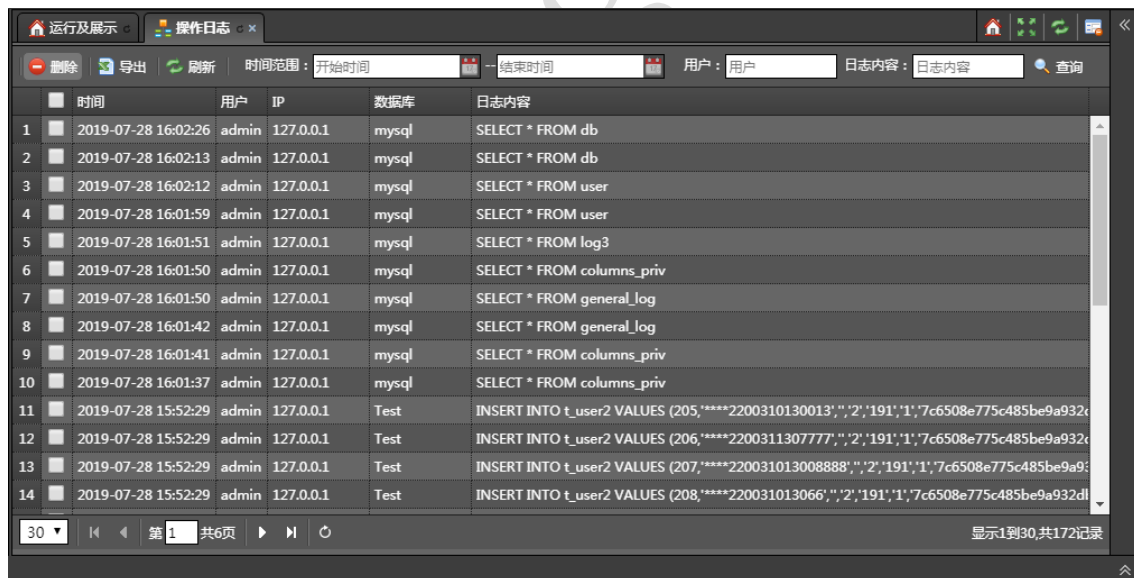 运行及展示 操作日志
删除 导出 刷新 时间范围： 开始时间 -- 结束时间 用户： 用户 日志内容： 日志内容 查询
时间 用户 IP 数据库 日志内容
1 2019-07-28 16:02:26 admin 127.0.0.1 mysql SELECT * FROM db
2 2019-07-28 16:02:13 admin 127.0.0.1 mysql SELECT * FROM db
3 2019-07-28 16:02:12 admin 127.0.0.1 mysql SELECT * FROM user
4 2019-07-28 16:01:59 admin 127.0.0.1 mysql SELECT * FROM user
5 2019-07-28 16:01:51 admin 127.0.0.1 mysql SELECT * FROM log3
6 2019-07-28 16:01:50 admin 127.0.0.1 mysql SELECT * FROM columns_priv
7 2019-07-28 16:01:50 admin 127.0.0.1 mysql SELECT * FROM general_log
8 2019-07-28 16:01:42 admin 127.0.0.1 mysql SELECT * FROM general_log
9 2019-07-28 16:01:41 admin 127.0.0.1 mysql SELECT * FROM columns_priv
10 2019-07-28 16:01:37 admin 127.0.0.1 mysql SELECT * FROM columns_priv
11 2019-07-28 15:52:29 admin 127.0.0.1 Test INSERT INTO t_user2 VALUES (205,'****2200310130013','','2','191','1','7c6508e775c485be9a932c
12 2019-07-28 15:52:29 admin 127.0.0.1 Test INSERT INTO t_user2 VALUES (206,'****2200311307777','','2','191','1','7c6508e775c485be9a932c
13 2019-07-28 15:52:29 admin 127.0.0.1 Test INSERT INTO t_user2 VALUES (207,'****220031013008888','','2','191','1','7c6508e775c485be9a93
14 2019-07-28 15:52:29 admin 127.0.0.1 Test INSERT INTO t_user2 VALUES (208,'****220031013066','','2','191','1','7c6508e775c485be9a932d
30 第 1 共6页 显示1到30,共172记录